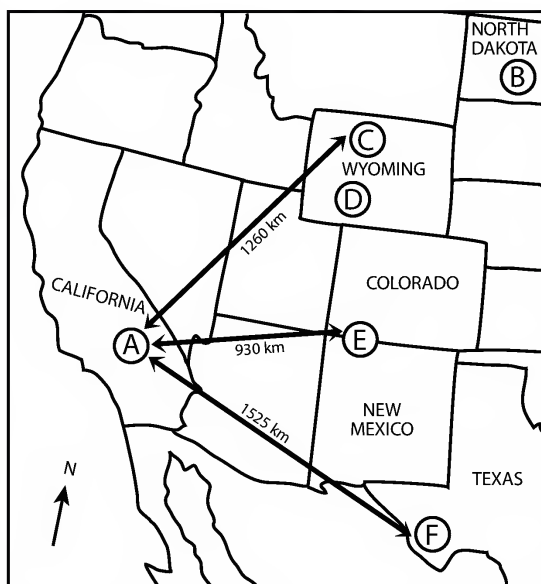 NORTH
DAKOTA
B
C
WYOMING
D
1260 km
COLORADO
CALIFORNIA
A
930 km
E
1525 km
NEW
MEXICO
N
TEXAS
F